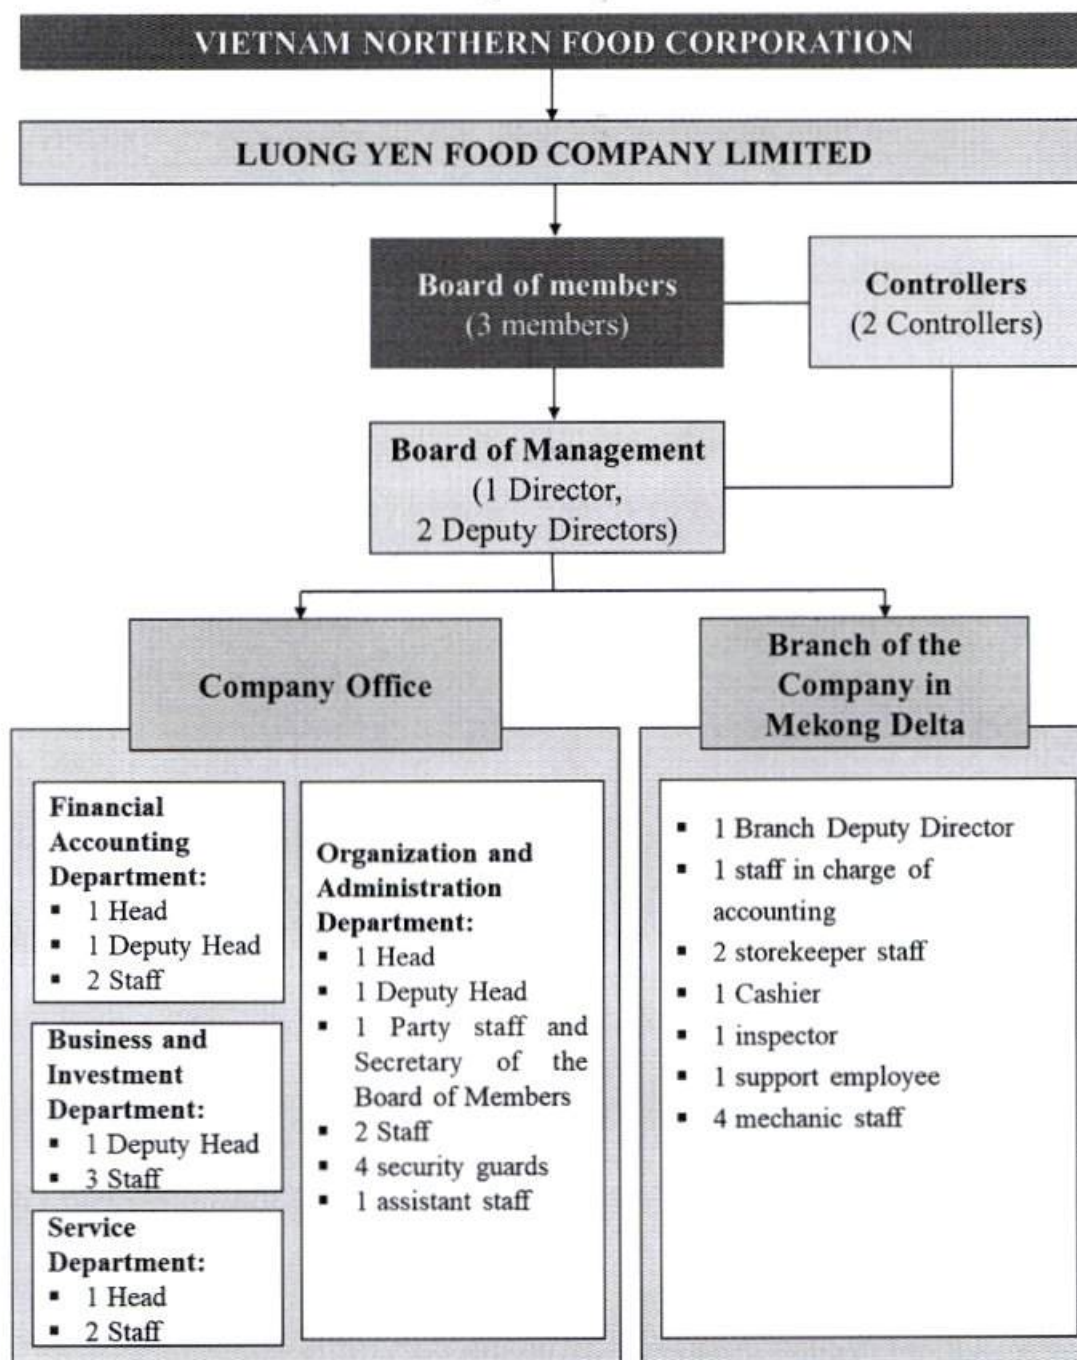 VIETNAM NORTHERN FOOD CORPORATION
LUONG YEN FOOD COMPANY LIMITED
Board of members
(3 members)
Controllers
(2 Controllers)
Board of Management
(1 Director,
2 Deputy Directors)
Company Office
Branch of the
Company in
Mekong Delta
Financial
Accounting
Department:
▪ 1 Head
▪ 1 Deputy Head
▪ 2 Staff
Business and
Investment
Department:
▪ 1 Deputy Head
▪ 3 Staff
Service
Department:
▪ 1 Head
▪ 2 Staff
Organization and
Administration
Department:
▪ 1 Head
▪ 1 Deputy Head
▪ 1 Party staff and
Secretary of the
Board of Members
▪ 2 Staff
▪ 4 security guards
▪ 1 assistant staff
▪ 1 Branch Deputy Director
▪ 1 staff in charge of
accounting
▪ 2 storekeeper staff
▪ 1 Cashier
▪ 1 inspector
▪ 1 support employee
▪ 4 mechanic staff